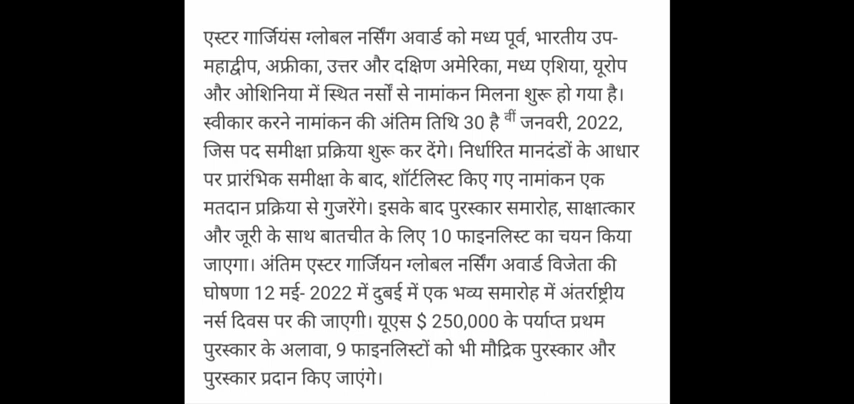 एस्टर गार्जियंस ग्लोबल नर्सिंग अवार्ड को मध्य पूर्व, भारतीय उप-
महाद्वीप, अफ्रीका, उत्तर और दक्षिण अमेरिका, मध्य एशिया, यूरोप
और ओशिनिया में स्थित नर्सों से नामांकन मिलना शुरू हो गया है।
स्वीकार करने नामांकन की अंतिम तिथि 30 है वीं जनवरी, 2022,
जिस पद समीक्षा प्रक्रिया शुरू कर देंगे। निर्धारित मानदंडों के आधार
पर प्रारंभिक समीक्षा के बाद, शॉर्टलिस्ट किए गए नामांकन एक
मतदान प्रक्रिया से गुजरेंगे। इसके बाद पुरस्कार समारोह, साक्षात्कार
और जूरी के साथ बातचीत के लिए 10 फाइनलिस्ट का चयन किया
जाएगा। अंतिम एस्टर गार्जियन ग्लोबल नर्सिंग अवार्ड विजेता की
घोषणा 12 मई- 2022 में दुबई में एक भव्य समारोह में अंतर्राष्ट्रीय
नर्स दिवस पर की जाएगी। यूएस $ 250,000 के पर्याप्त प्रथम
पुरस्कार के अलावा, 9 फाइनलिस्टों को भी मौद्रिक पुरस्कार और
पुरस्कार प्रदान किए जाएंगे।